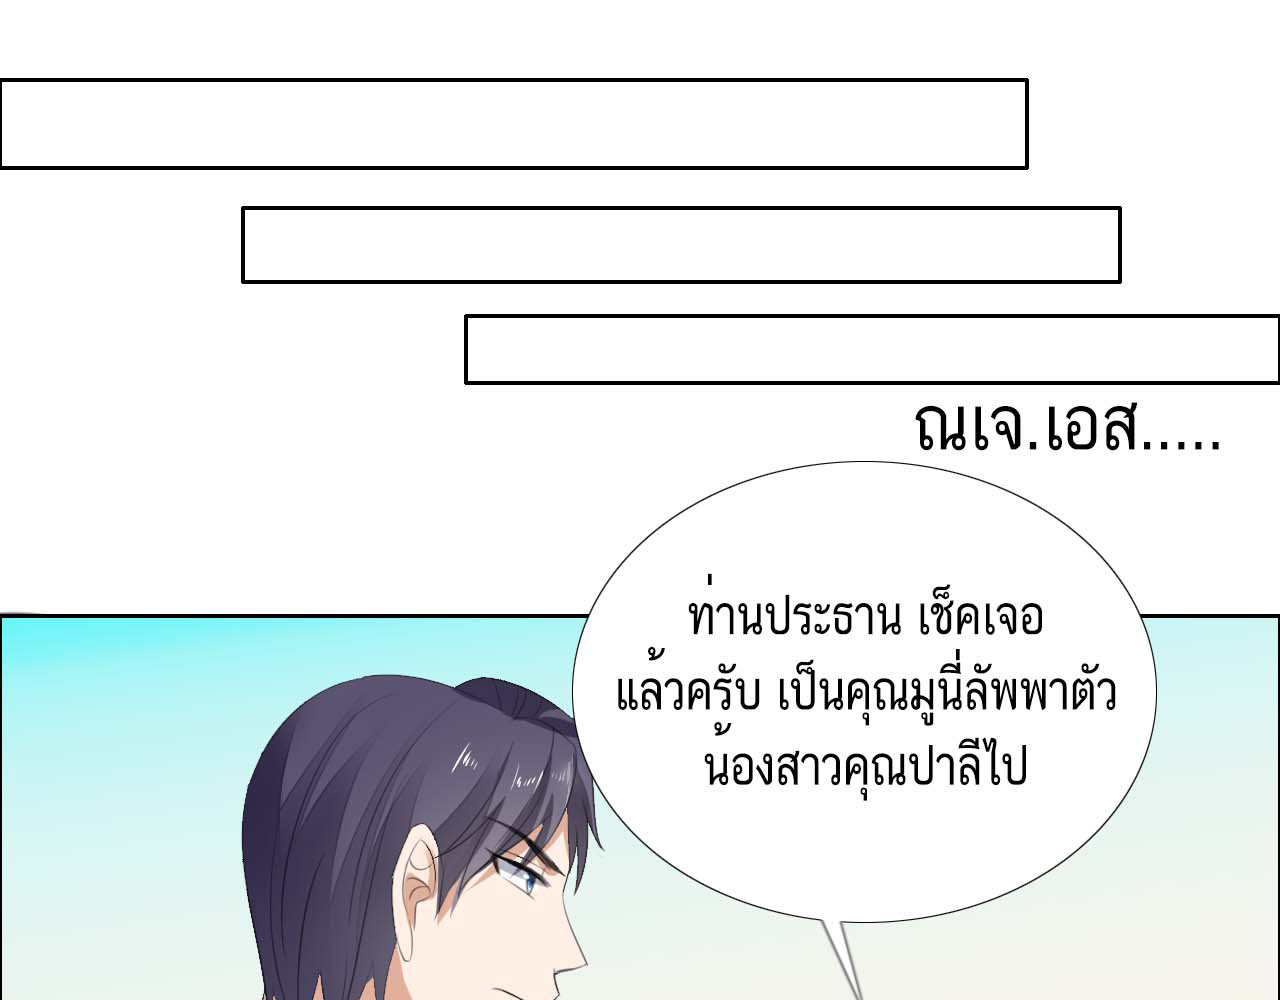 ณเจ.เอส.....
ท่านประธาน เช็คเจอ
แล้วครับ เป็นคุณมูนี่ลัพพาตัว
น้องสาวคุณปาลีไป